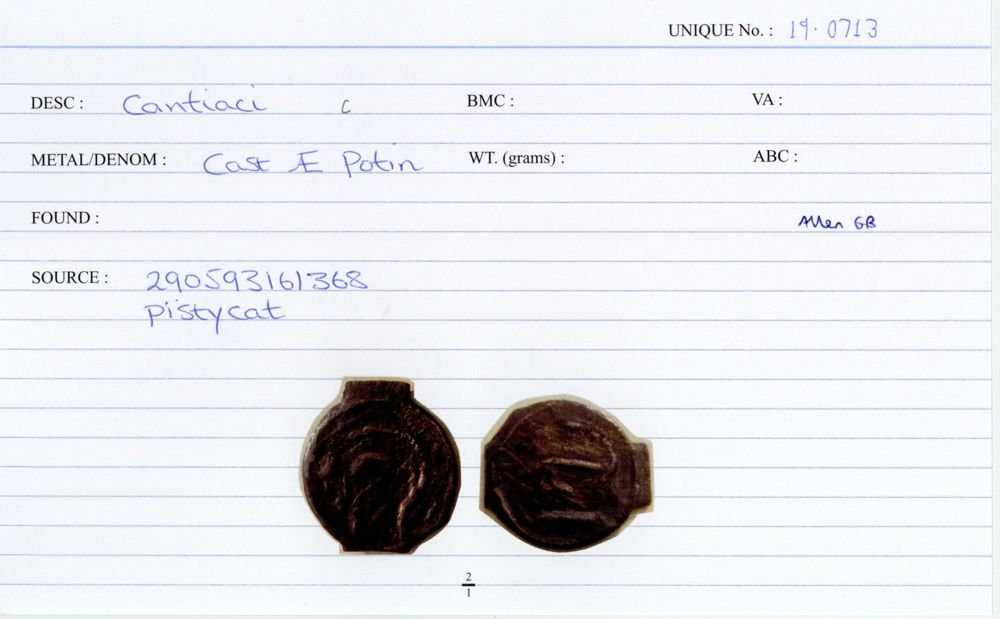 UNIQUE No. : 19.0713
DESC : Cantiaci C BMC : VA :
METAL/DENOM : Cast Æ Potin WT. (grams) : ABC :
FOUND : Allen GB
SOURCE : 290593161368
pistycat
2
1